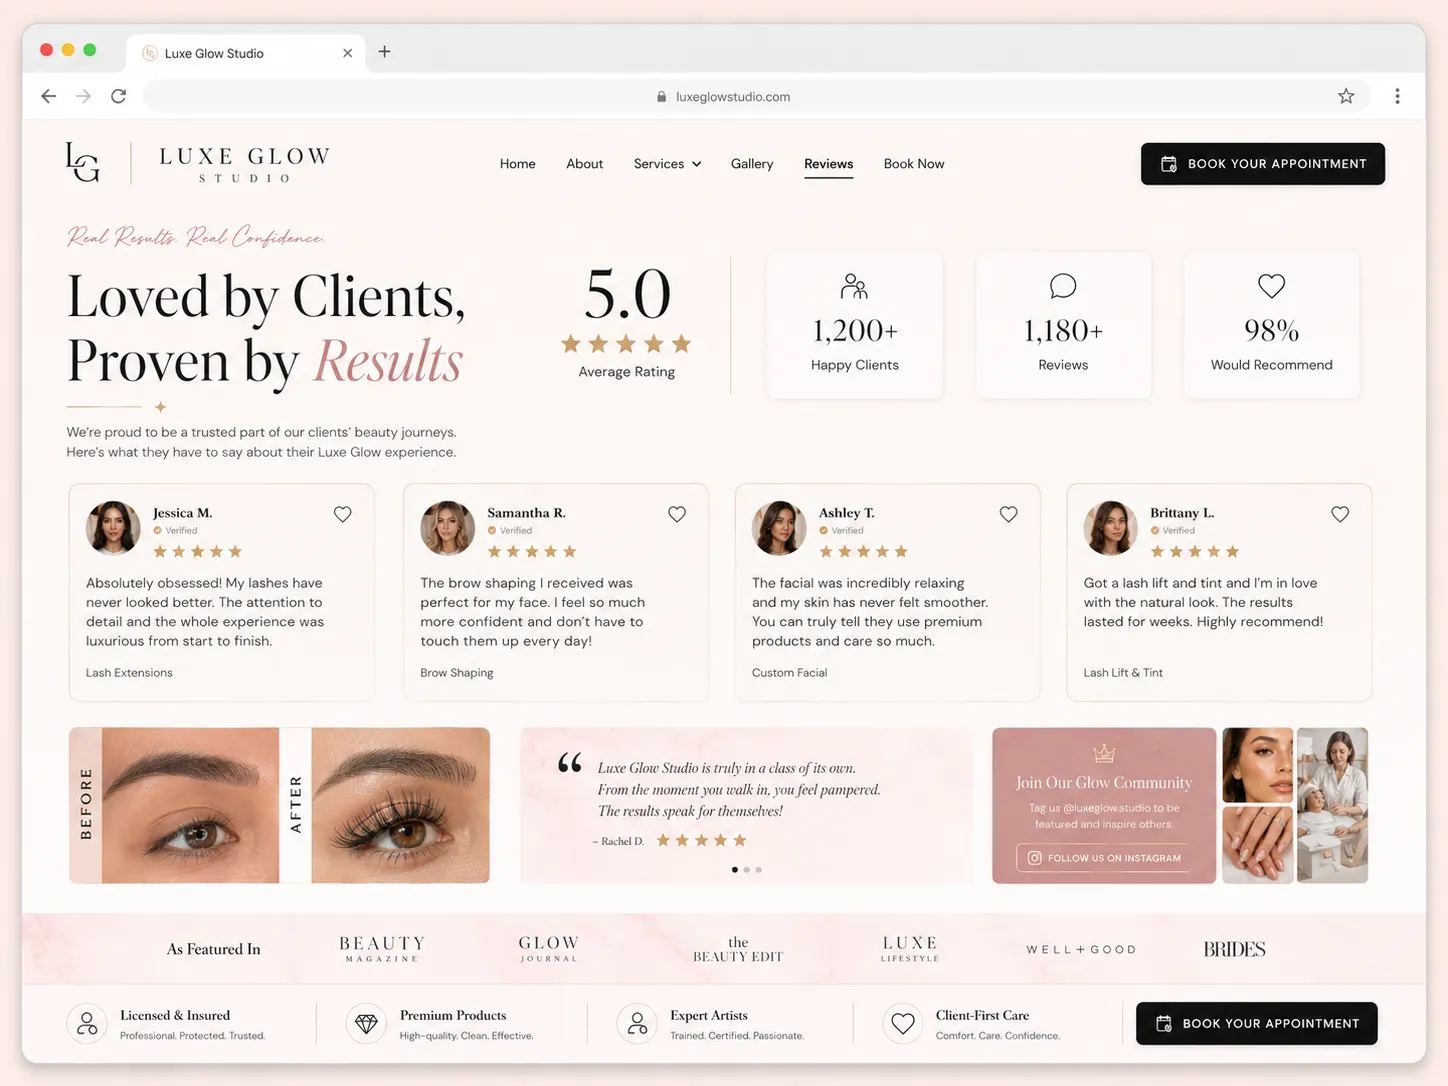 Luxe Glow Studio
luxeglowstudio.com
LG
LUXE GLOW
STUDIO
Home
About
Services
Gallery
Reviews
Book Now
BOOK YOUR APPOINTMENT
Real Results. Real Confidence.
Loved by Clients,
Proven by Results
We're proud to be a trusted part of our clients' beauty journeys.
Here's what they have to say about their Luxe Glow experience.
5.0
Average Rating
1,200+
Happy Clients
1,180+
Reviews
98%
Would Recommend
Jessica M.
Verified
Absolutely obsessed! My lashes have
never looked better. The attention to
detail and the whole experience was
luxurious from start to finish.
Lash Extensions
Samantha R.
Verified
The brow shaping I received was
perfect for my face. I feel so much
more confident and don't have to
touch them up every day!
Brow Shaping
Ashley T.
Verified
The facial was incredibly relaxing
and my skin has never felt smoother.
You can truly tell they use premium
products and care so much.
Custom Facial
Brittany L.
Verified
Got a lash lift and tint and I'm in love
with the natural look. The results
lasted for weeks. Highly recommend!
Lash Lift & Tint
BEFORE
AFTER
“
Luxe Glow Studio is truly in a class of its own.
From the moment you walk in, you feel pampered.
The results speak for themselves!
– Rachel D.
Join Our Glow Community
Tag us @luxeglow.studio to be
featured and inspire others.
FOLLOW US ON INSTAGRAM
As Featured In
BEAUTY
MAGAZINE
GLOW
JOURNAL
the
BEAUTY EDIT
LUXE
LIFESTYLE
WELL+GOOD
BRIDES
Licensed & Insured
Professional. Protected. Trusted.
Premium Products
High-quality. Clean. Effective.
Expert Artists
Trained. Certified. Passionate.
Client-First Care
Comfort. Care. Confidence.
BOOK YOUR APPOINTMENT